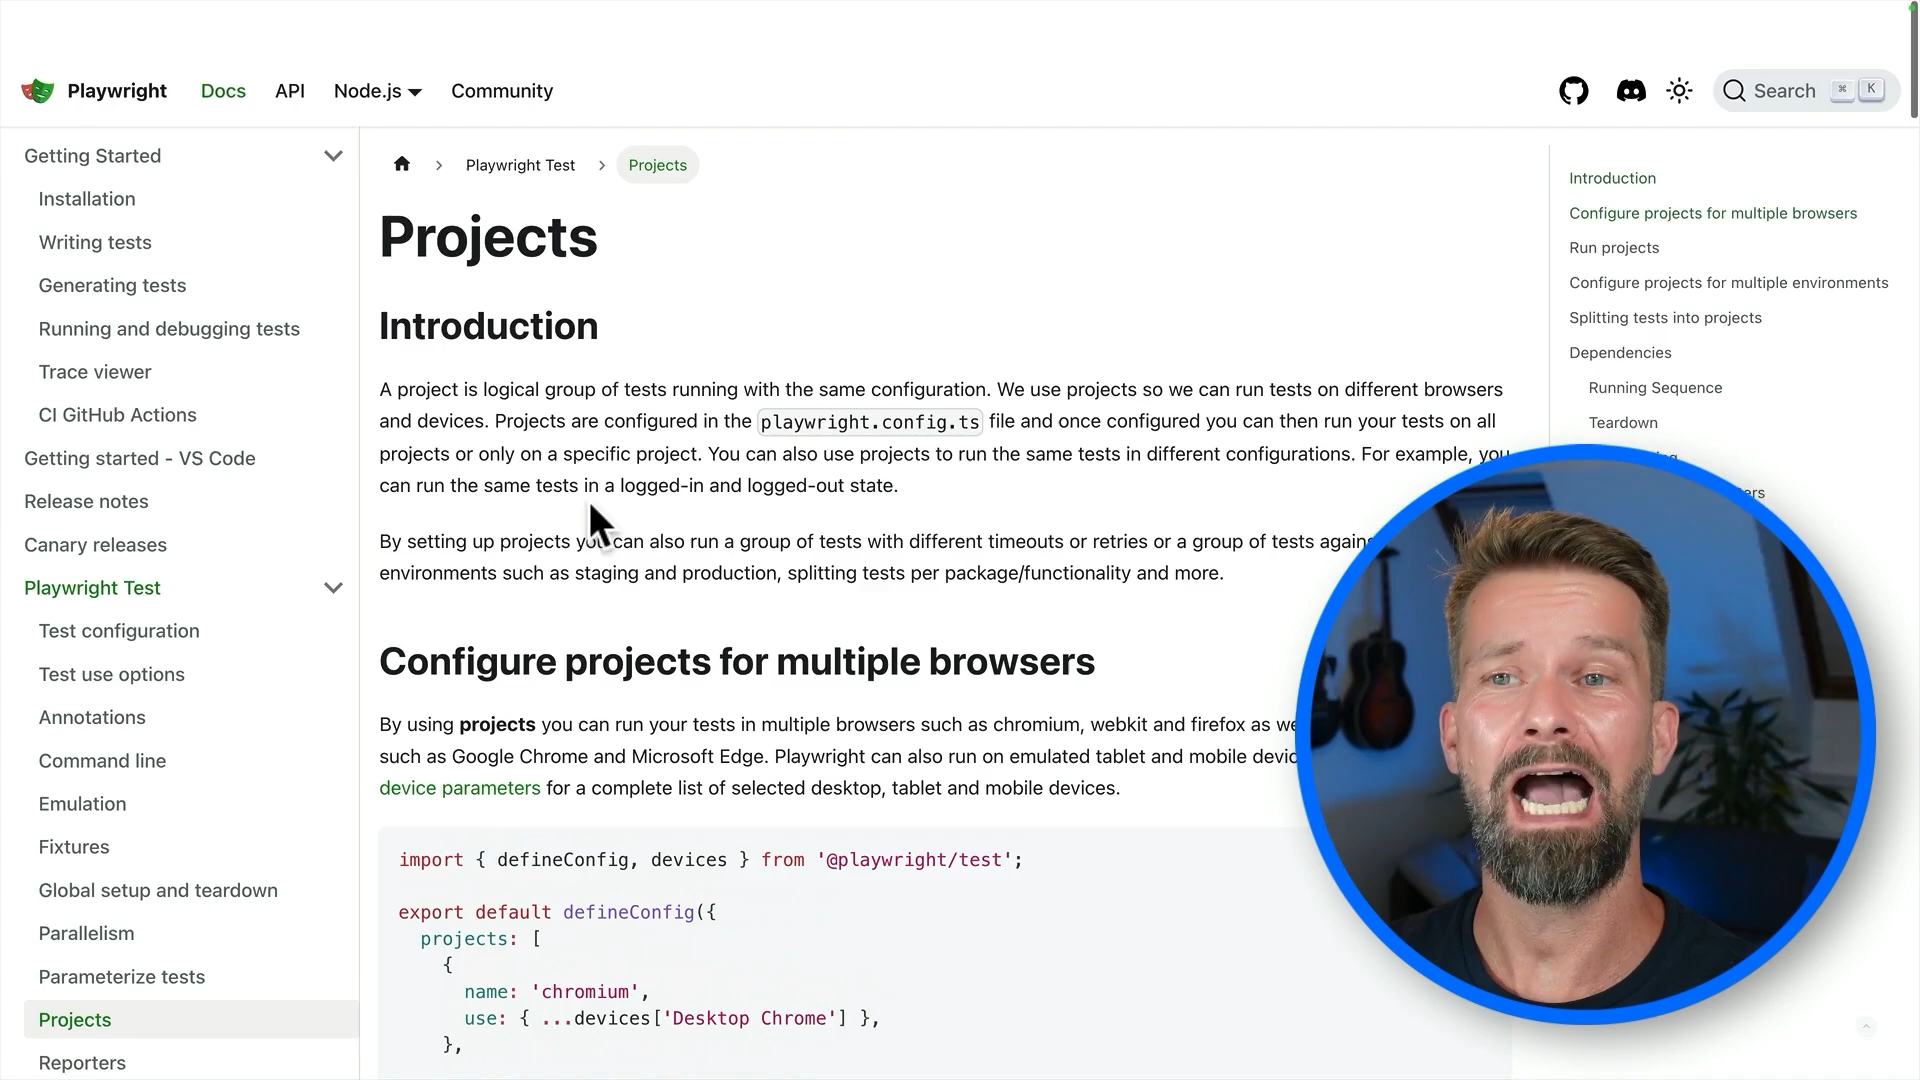 Playwright
Docs
API
Node.js
Community
Search
⌘
K
Getting Started
Installation
Writing tests
Generating tests
Running and debugging tests
Trace viewer
CI GitHub Actions
Getting started - VS Code
Release notes
Canary releases
Playwright Test
Test configuration
Test use options
Annotations
Command line
Emulation
Fixtures
Global setup and teardown
Parallelism
Parameterize tests
Projects
Reporters
Playwright Test
Projects
Projects
Introduction
A project is logical group of tests running with the same configuration. We use projects so we can run tests on different browsers
and devices. Projects are configured in the playwright.config.ts file and once configured you can then run your tests on all
projects or only on a specific project. You can also use projects to run the same tests in different configurations. For example, you
can run the same tests in a logged-in and logged-out state.
By setting up projects you can also run a group of tests with different timeouts or retries or a group of tests
environments such as staging and production, splitting tests per package/functionality and more.
Configure projects for multiple browsers
By using projects you can run your tests in multiple browsers such as chromium, webkit and firefox as
such as Google Chrome and Microsoft Edge. Playwright can also run on emulated tablet and mobile
device parameters for a complete list of selected desktop, tablet and mobile devices.
import { defineConfig, devices } from '@playwright/test';
export default defineConfig({
projects: [
{
name: 'chromium',
use: { ...devices['Desktop Chrome'] },
},
Introduction
Configure projects for multiple browsers
Run projects
Configure projects for multiple environments
Splitting tests into projects
Dependencies
Running Sequence
Teardown